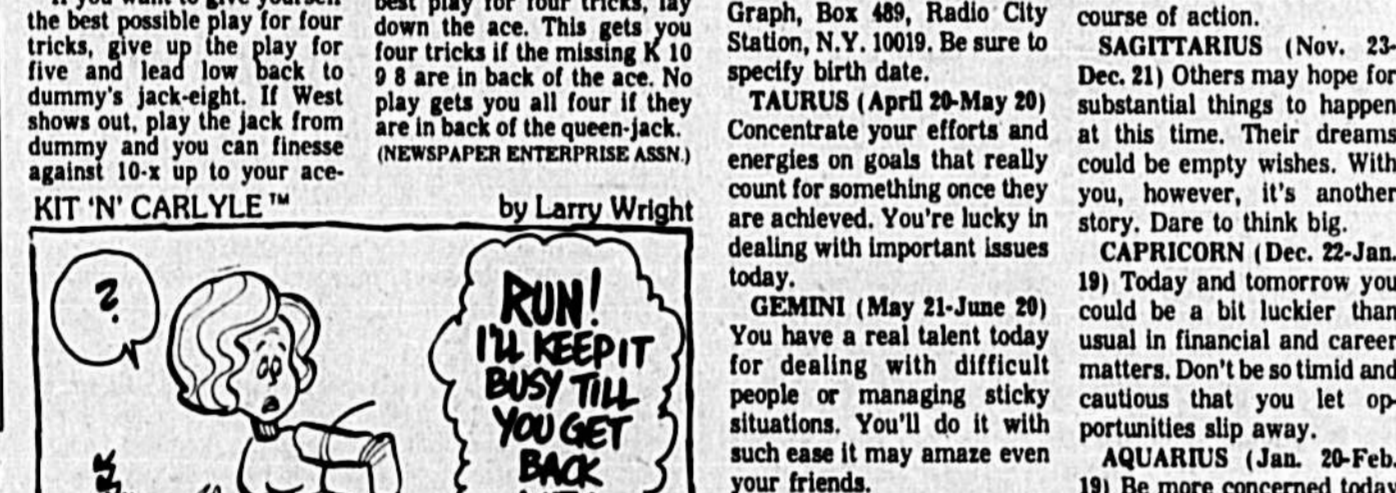 If you want to give yourself
the best possible play for four
tricks, give up the play for
five and lead low back to
dummy's jack-eight. If West
shows out, play the jack from
dummy and you can finesse
against 10-x up to your ace-
best play for four tricks, lay
down the ace. This gets you
four tricks if the missing K 10
9 8 are in back of the ace. No
play gets you all four if they
are in back of the queen-jack.
(NEWSPAPER ENTERPRISE ASSN.)
KIT 'N' CARLYLE ™
by Larry Wright
?
RUN!
I'LL KEEP IT
BUSY TILL
YOU GET
BACK
Graph, Box 489, Radio City
Station, N.Y. 10019. Be sure to
specify birth date.
TAURUS (April 20-May 20)
Concentrate your efforts and
energies on goals that really
count for something once they
are achieved. You're lucky in
dealing with important issues
today.
GEMINI (May 21-June 20)
You have a real talent today
for dealing with difficult
people or managing sticky
situations. You'll do it with
such ease it may amaze even
your friends.
course of action.
SAGITTARIUS (Nov. 23-
Dec. 21) Others may hope for
substantial things to happen
at this time. Their dreams
could be empty wishes. With
you, however, it's another
story. Dare to think big.
CAPRICORN (Dec. 22-Jan.
19) Today and tomorrow you
could be a bit luckier than
usual in financial and career
matters. Don't be so timid and
cautious that you let op-
portunities slip away.
AQUARIUS (Jan. 20-Feb.
19) Be more concerned today